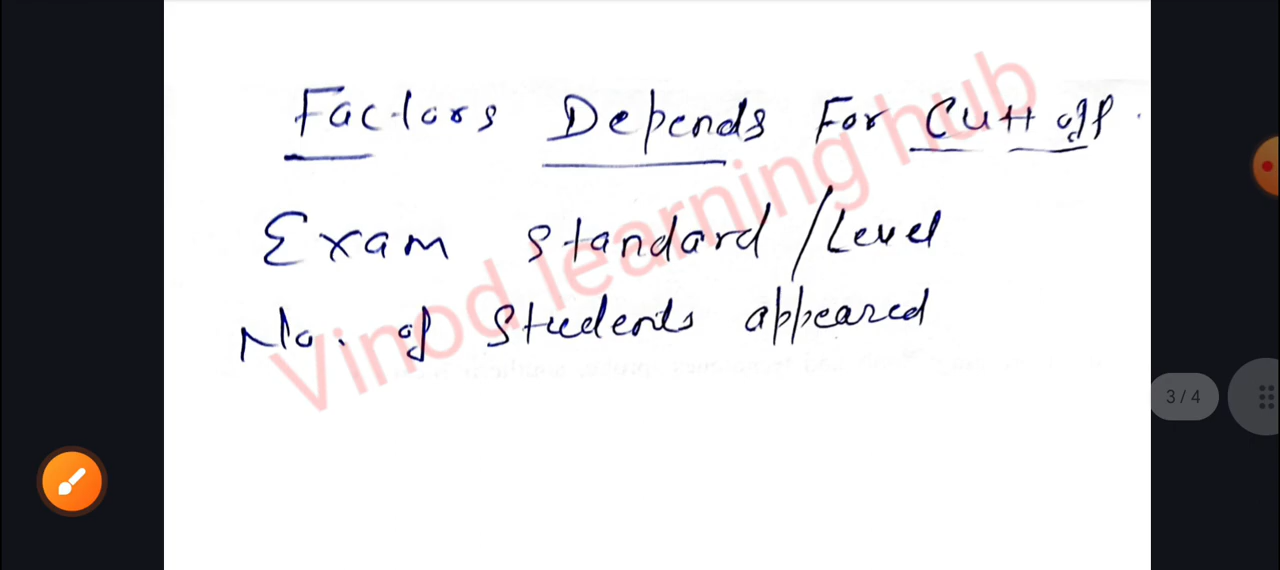 Factors Depends For Cutt off.
Exam standard / Level
No. of students appeared
Vinod learning hub
3 / 4